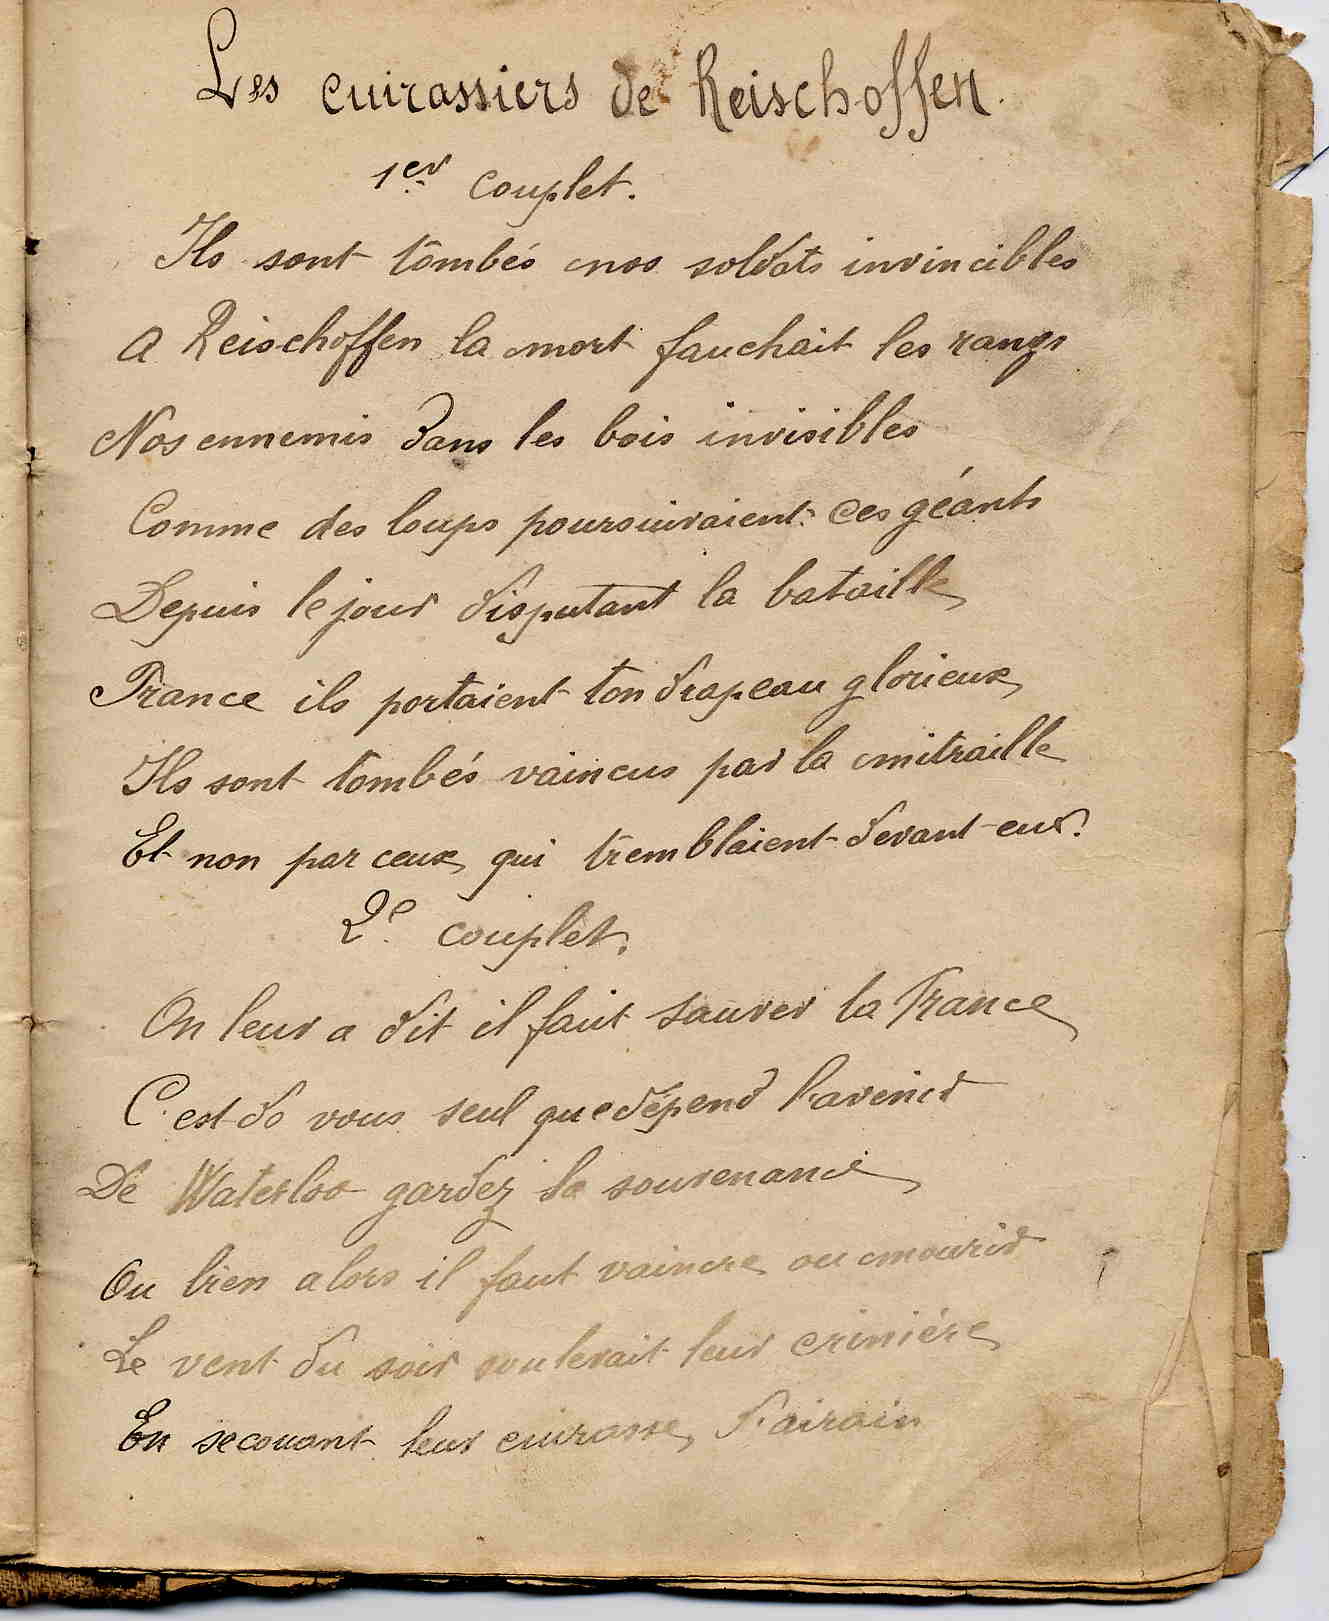 Les cuirassiers de Reischoffen.
1er couplet.
Ils sont tombés nos soldats invincibles
A Reischoffen la mort fauchait les rangs
Nos ennemis dans les bois invisibles
Comme des loups poursuivaient ces géants
Depuis le jour disputant la bataille
France ils portaient ton drapeau glorieux
Ils sont tombés vaincus par la mitraille
Et non par ceux qui tremblaient devant eux.
2e couplet.
On leur a dit il faut sauver la France
C'est de vous seul que dépend l'avenir
De Waterloo gardez la souvenance
Ou bien alors il faut vaincre ou mourir
Le vent du soir soulevait leur crinière
En secouant leur cuirasse d'airain